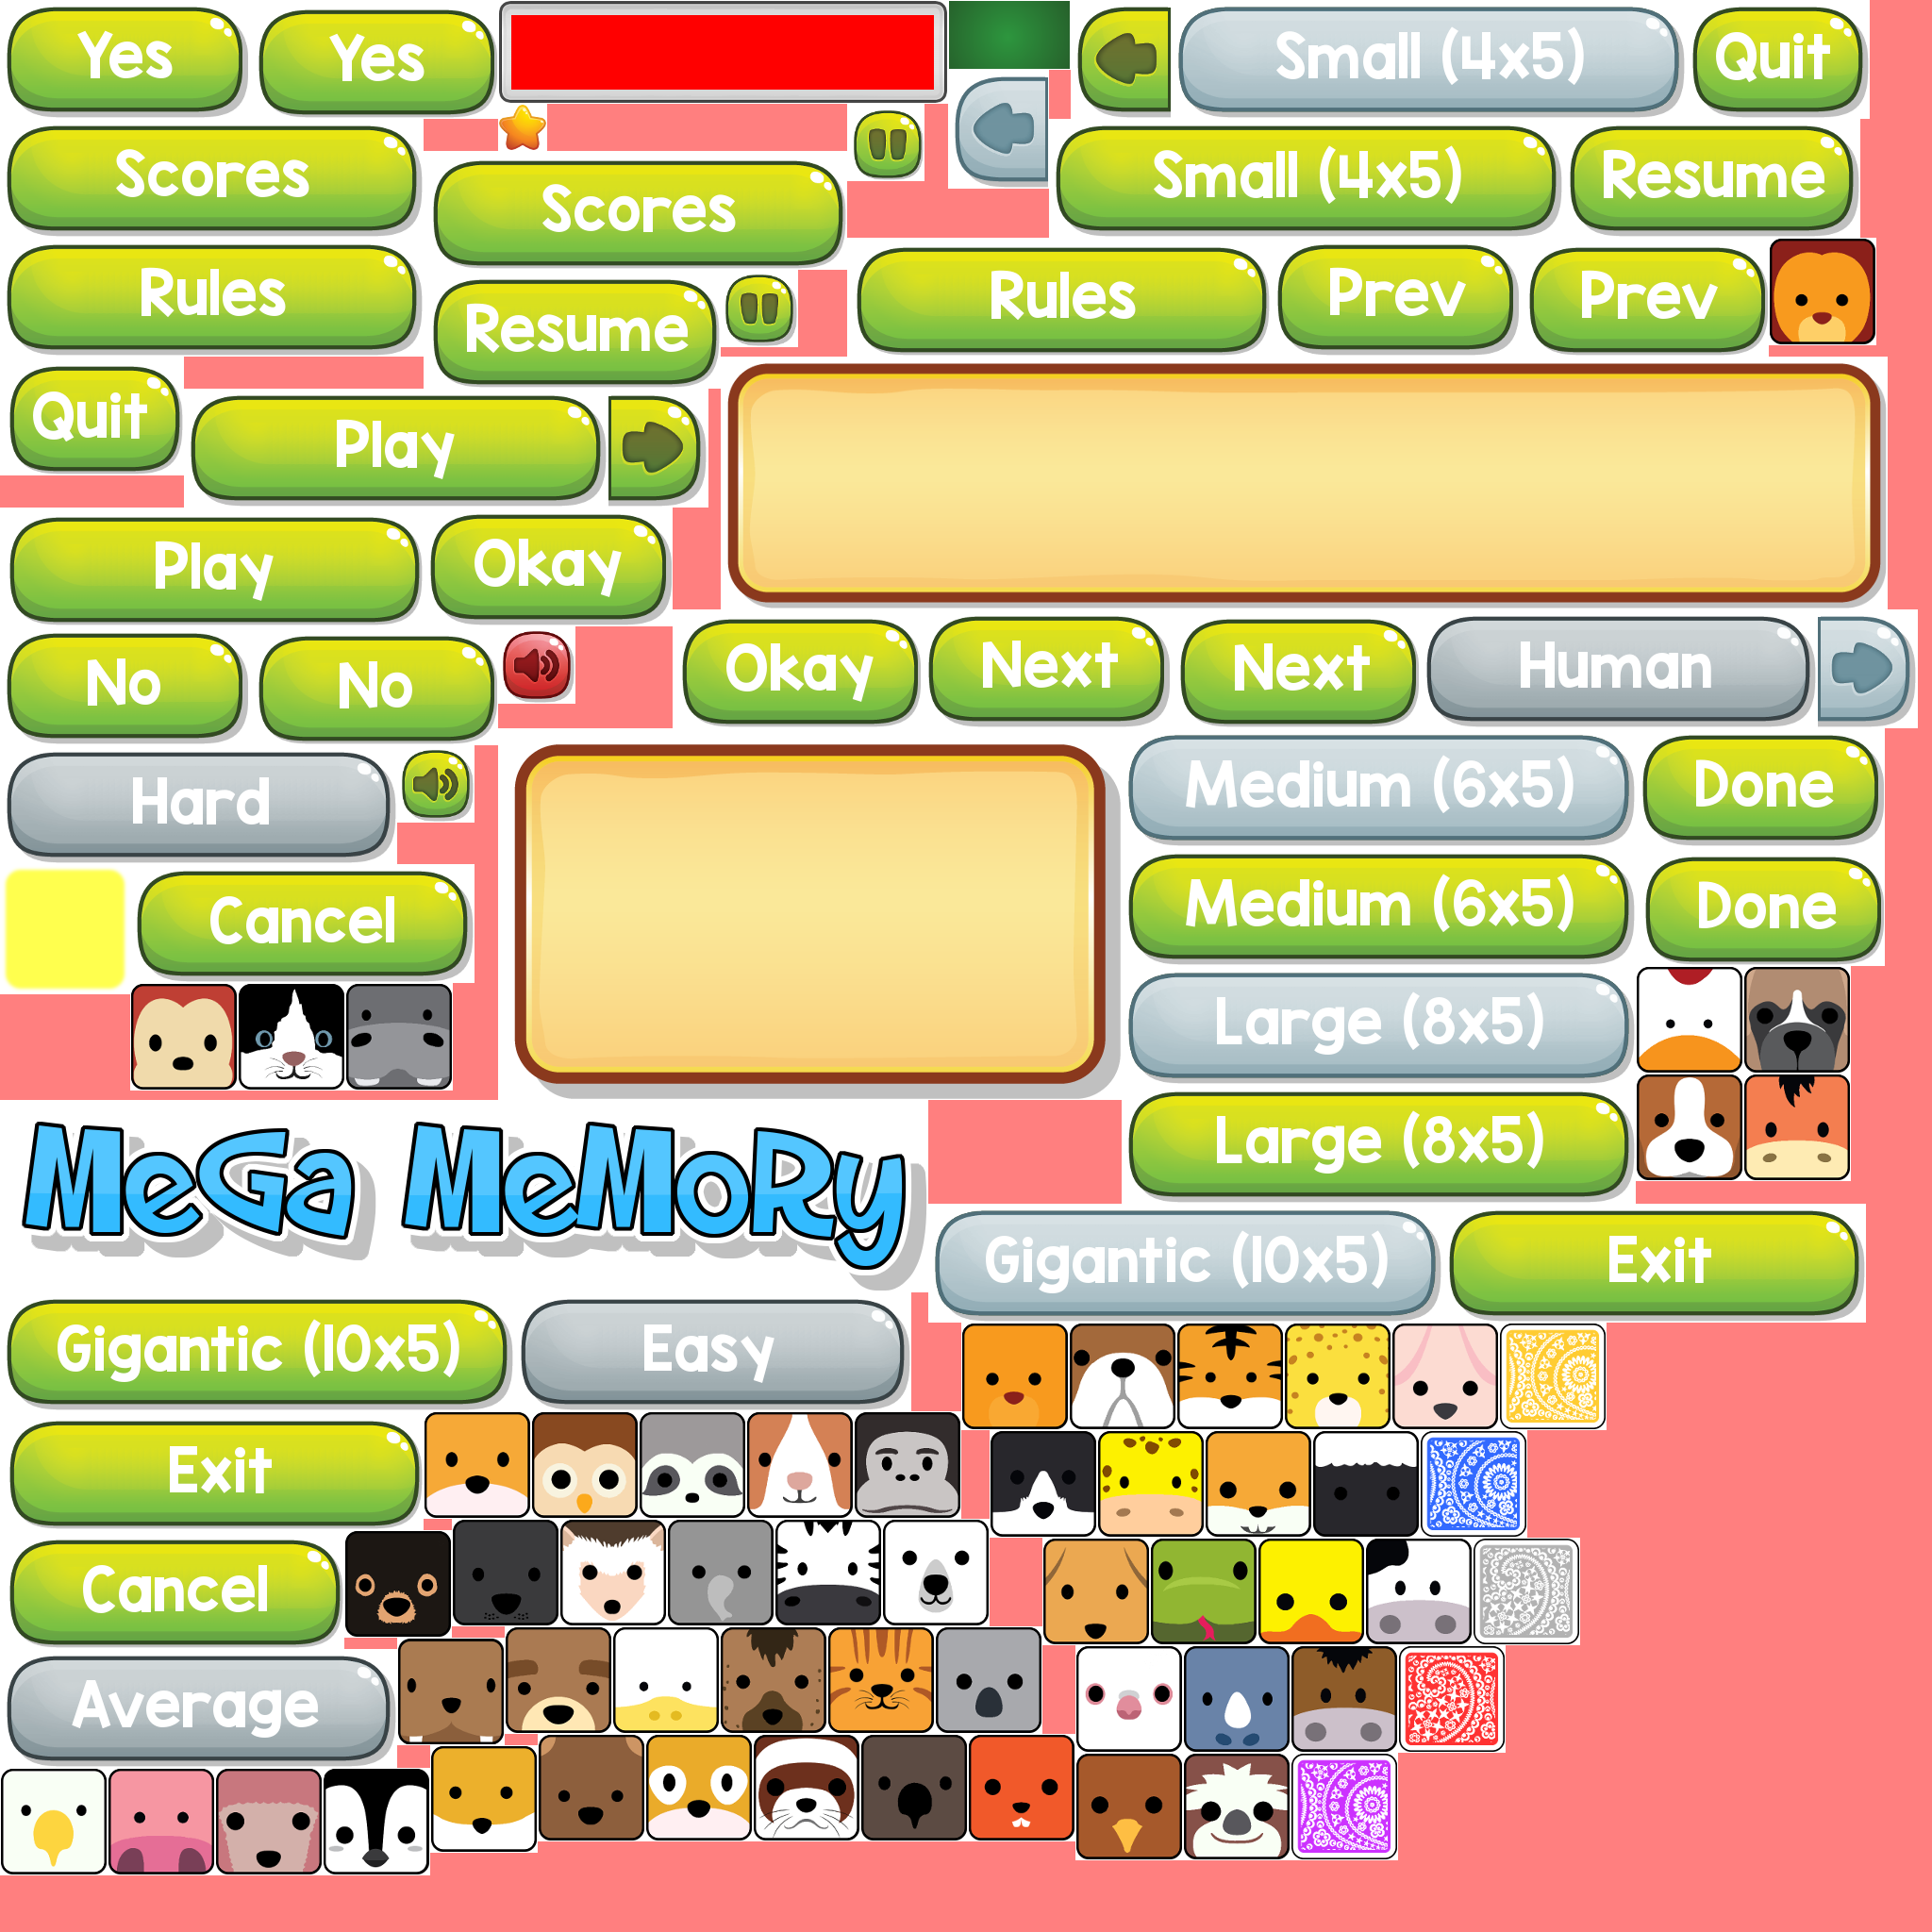 Yes
Yes
Small (4x5)
Quit
Scores
Scores
Small (4x5)
Resume
Rules
Resume
Rules
Prev
Prev
Quit
Play
Play
Okay
No
No
Okay
Next
Next
Human
Hard
Medium (6x5)
Done
Cancel
Medium (6x5)
Done
Large (8x5)
MeGa MeMoRy
Large (8x5)
Gigantic (10x5)
Exit
Gigantic (10x5)
Easy
Exit
Cancel
Average